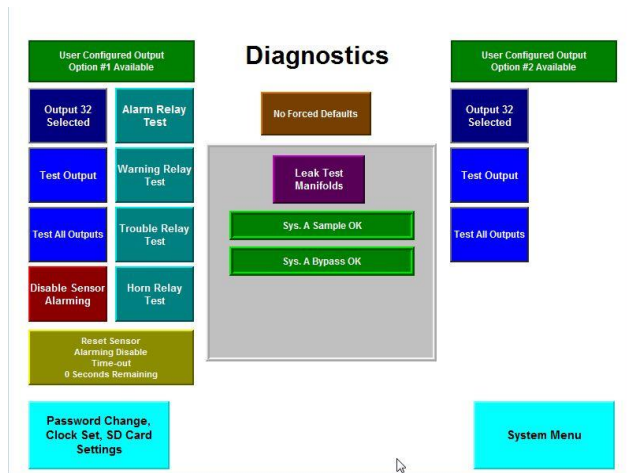 Diagnostics
User Configured Output
Option #1 Available
User Configured Output
Option #2 Available
Output 32
Selected
Alarm Relay
Test
No Forced Defaults
Output 32
Selected
Test Output
Warning Relay
Test
Leak Test
Manifolds
Test Output
Test All Outputs
Trouble Relay
Test
Sys. A Sample OK
Test All Outputs
Sys. A Bypass OK
Disable Sensor
Alarming
Horn Relay
Test
Reset Sensor
Alarming Disable
Time-out
0 Seconds Remaining
Password Change,
Clock Set, SD Card
Settings
System Menu